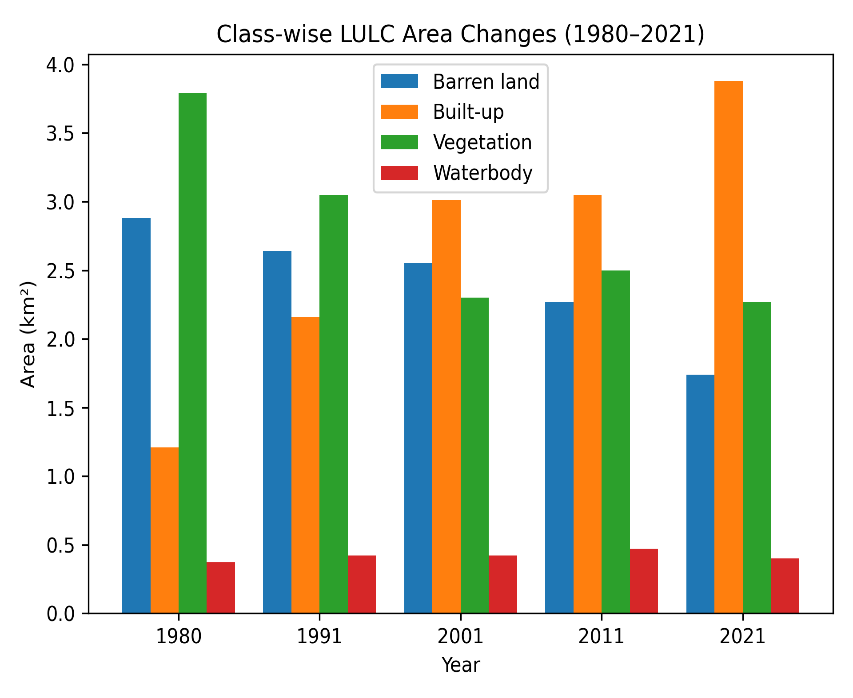 Class-wise LULC Area Changes (1980–2021)
4.0
3.5
3.0
2.5
2.0
1.5
1.0
0.5
0.0
Area (km²)
Barren land
Built-up
Vegetation
Waterbody
1980 1991 2001 2011 2021
Year